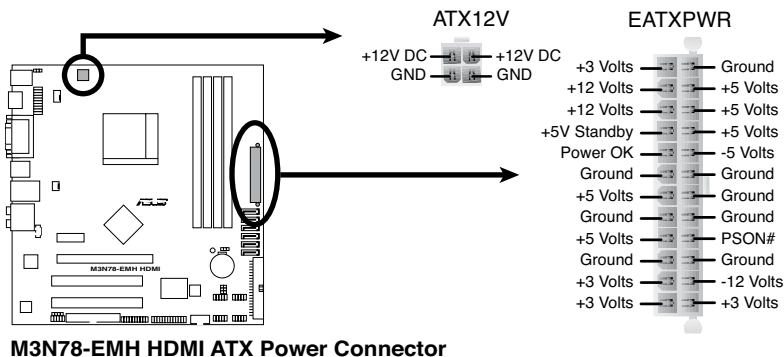 ATX12V
+12V DC
+12V DC
GND
GND
EATXPWR
+3 Volts
Ground
+12 Volts
+5 Volts
+12 Volts
+5 Volts
+5V Standby
+5 Volts
Power OK
-5 Volts
Ground
Ground
+5 Volts
Ground
Ground
Ground
+5 Volts
PSON#
Ground
Ground
+3 Volts
-12 Volts
+3 Volts
+3 Volts
ASUS
M3N78-EMH HDMI
M3N78-EMH HDMI ATX Power Connector